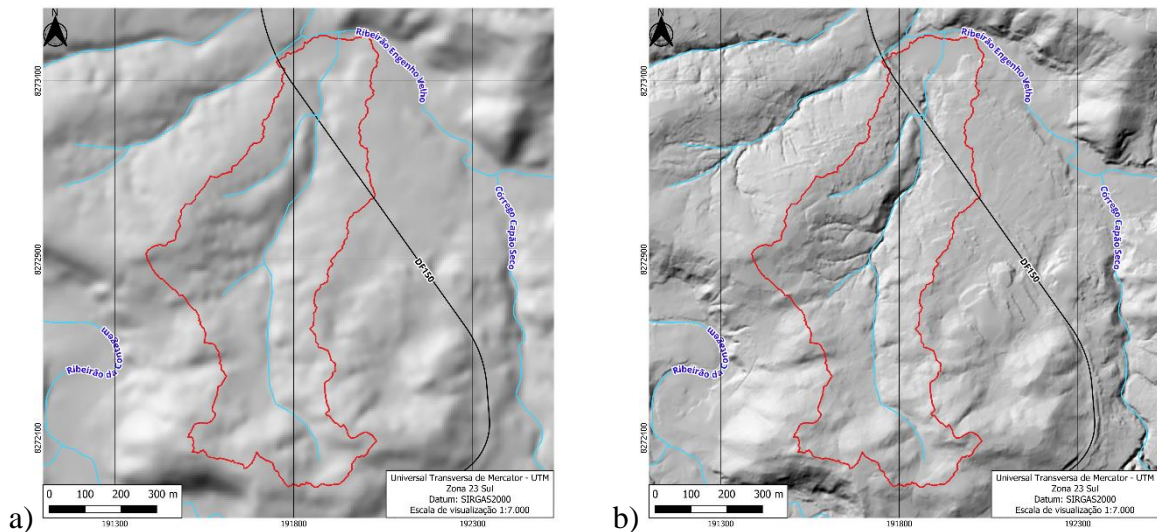 N
Ribeirão Engenho Velho
8273100
Córrego Capão Seco
8272900
DF150
Ribeirão da Contagem
8272100
0 100 200 300 m
Universal Transversa de Mercator - UTM
Zona 23 Sul
Datum: SIRGAS2000
Escala de visualização 1:7.000
191300 191800 192300
a)
N
Ribeirão Engenho Velho
8273100
Córrego Capão Seco
8272900
DF150
Ribeirão da Contagem
8272100
0 100 200 300 m
Universal Transversa de Mercator - UTM
Zona 23 Sul
Datum: SIRGAS2000
Escala de visualização 1:7.000
191300 191800 192300
b)